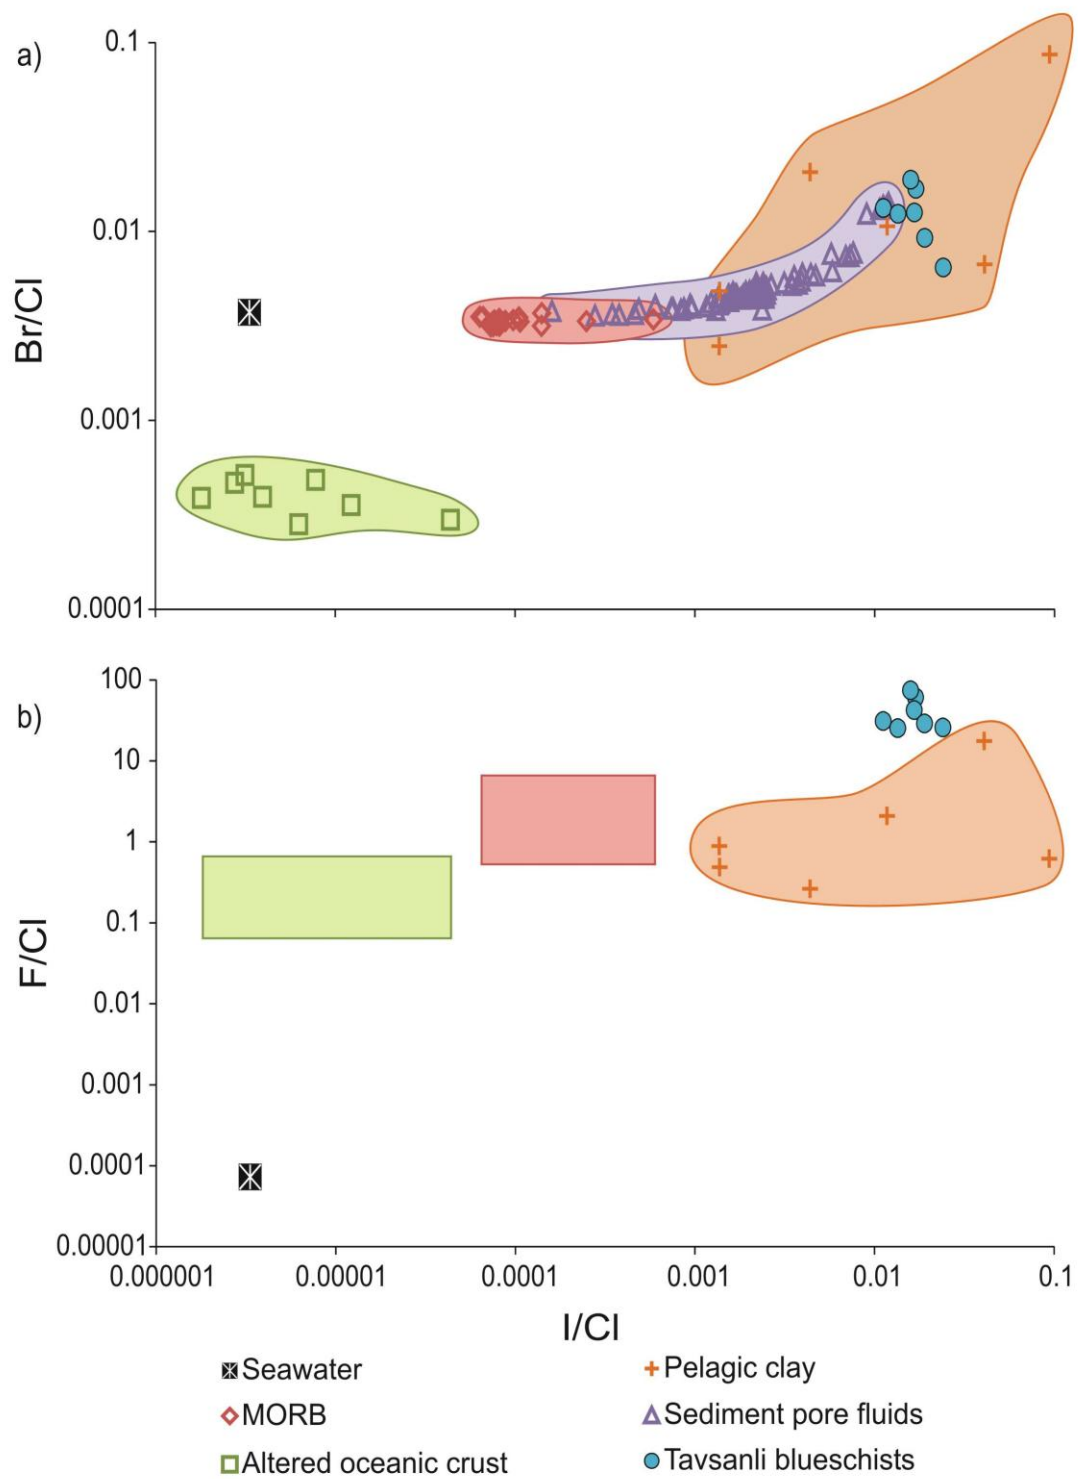 a)
0.1
0.01
0.001
0.0001
Br/Cl
b)
100
10
1
0.1
0.01
0.001
0.0001
0.00001
F/Cl
0.000001 0.00001 0.0001 0.001 0.01 0.1
I/Cl
Seawater
MORB
Altered oceanic crust
Pelagic clay
Sediment pore fluids
Tavsanli blueschists